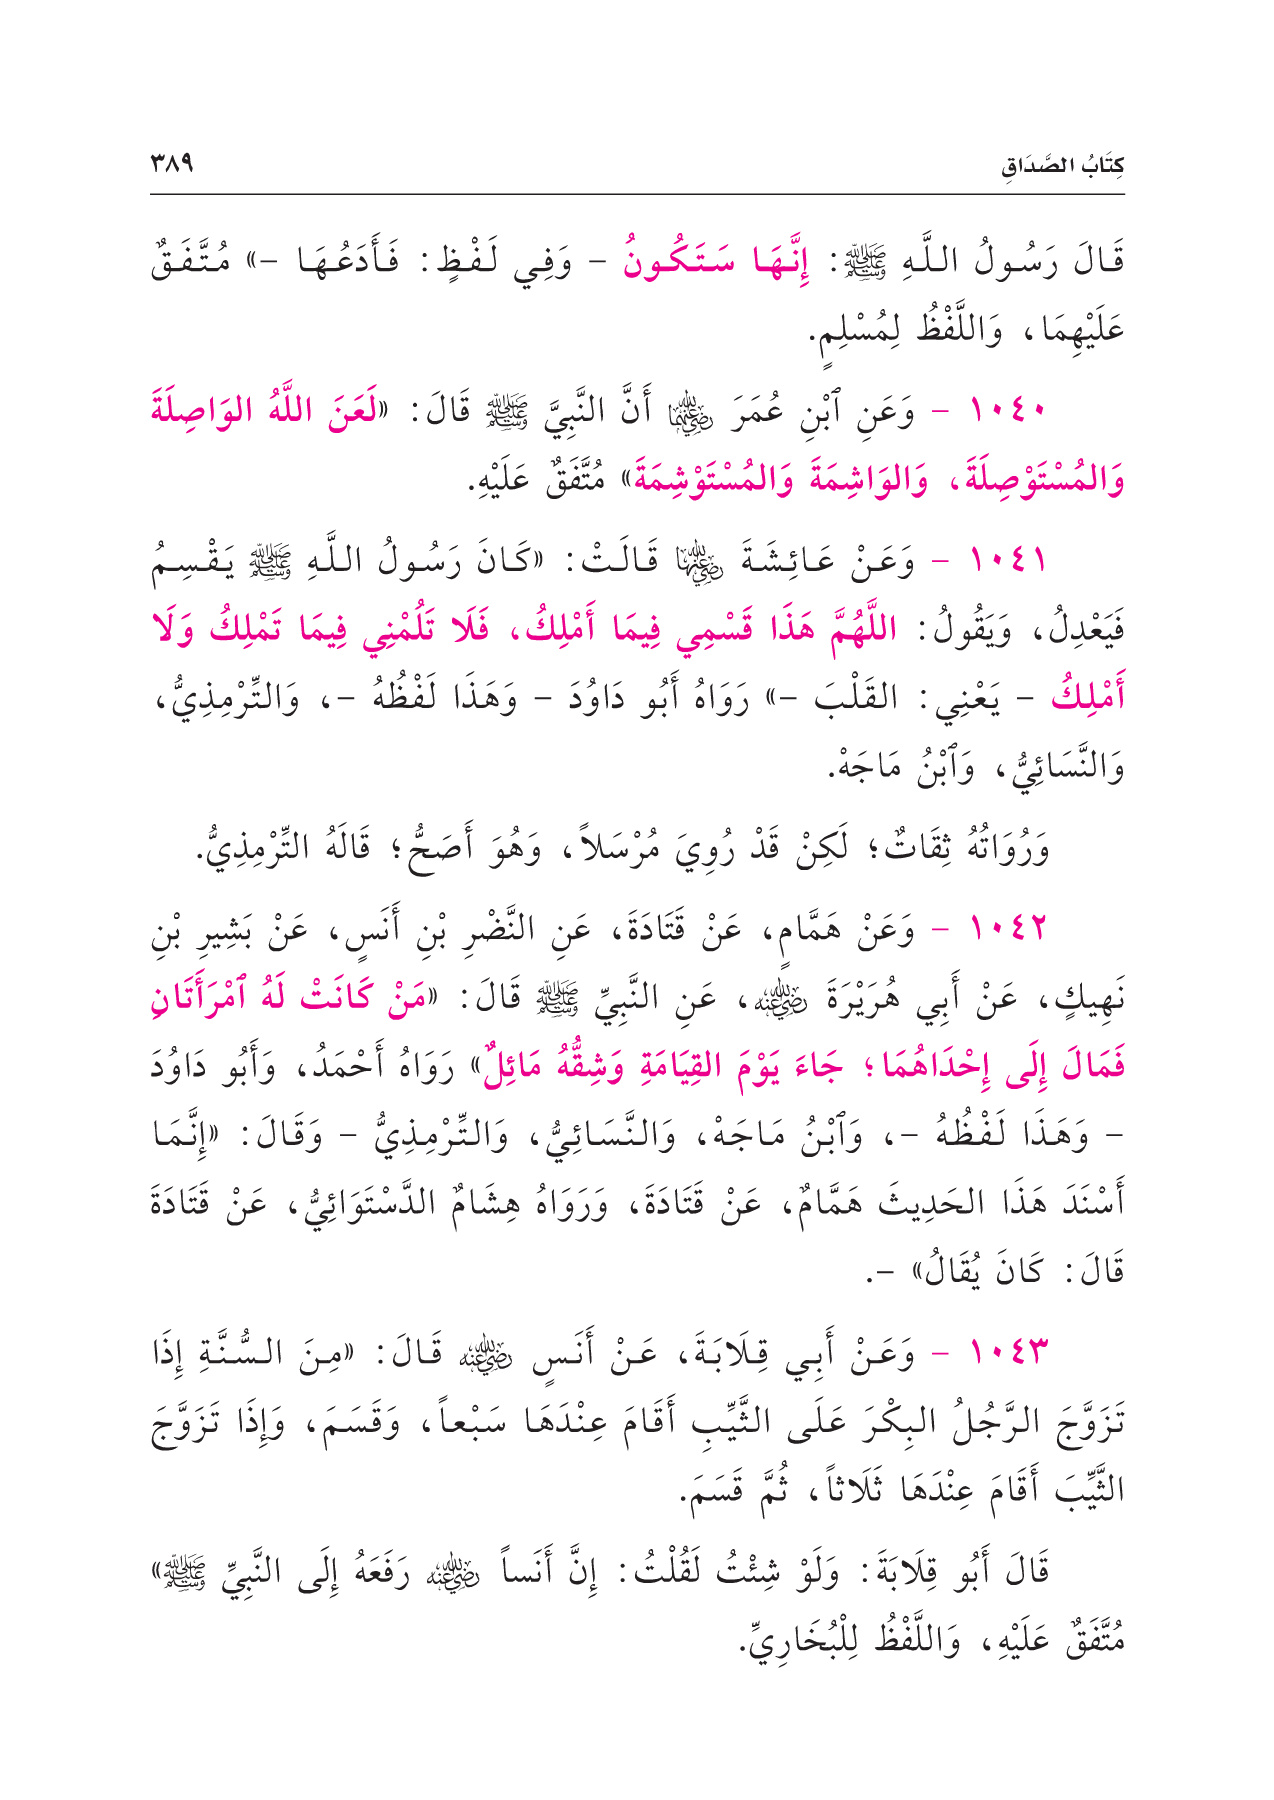 كِتَابُ الصَّدَاقِ ٣٨٩
قَالَ رَسُولُ اللَّهِ ﷺ: إِنَّهَا سَتَكُونُ – وَفِي لَفْظٍ: فَأَدَعُهَا –» مُتَّفَقٌ
عَلَيْهِمَا، وَاللَّفْظُ لِمُسْلِمٍ.
١٠٤٠ – وَعَنِ ٱبْنِ عُمَرَ رضي الله عنهما أَنَّ النَّبِيَّ ﷺ قَالَ: «لَعَنَ اللَّهُ الوَاصِلَةَ
وَالمُسْتَوْصِلَةَ، وَالوَاشِمَةَ وَالمُسْتَوْشِمَةَ» مُتَّفَقٌ عَلَيْهِ.
١٠٤١ – وَعَنْ عَائِشَةَ رضي الله عنها قَالَتْ: «كَانَ رَسُولُ اللَّهِ ﷺ يَقْسِمُ
فَيَعْدِلُ، وَيَقُولُ: اللَّهُمَّ هَذَا قَسْمِي فِيمَا أَمْلِكُ، فَلَا تَلُمْنِي فِيمَا تَمْلِكُ وَلَا
أَمْلِكُ – يَعْنِي: القَلْبَ –» رَوَاهُ أَبُو دَاوُدَ – وَهَذَا لَفْظُهُ –، وَالتِّرْمِذِيُّ،
وَالنَّسَائِيُّ، وَٱبْنُ مَاجَهْ.
وَرُوَاتُهُ ثِقَاتٌ؛ لَكِنْ قَدْ رُوِيَ مُرْسَلاً، وَهُوَ أَصَحُّ؛ قَالَهُ التِّرْمِذِيُّ.
١٠٤٢ – وَعَنْ هَمَّامٍ، عَنْ قَتَادَةَ، عَنِ النَّضْرِ بْنِ أَنَسٍ، عَنْ بَشِيرِ بْنِ
نَهِيكٍ، عَنْ أَبِي هُرَيْرَةَ رضي الله عنه، عَنِ النَّبِيِّ ﷺ قَالَ: «مَنْ كَانَتْ لَهُ ٱمْرَأَتَانِ
فَمَالَ إِلَى إِحْدَاهُمَا؛ جَاءَ يَوْمَ القِيَامَةِ وَشِقُّهُ مَائِلٌ» رَوَاهُ أَحْمَدُ، وَأَبُو دَاوُدَ
– وَهَذَا لَفْظُهُ –، وَٱبْنُ مَاجَهْ، وَالنَّسَائِيُّ، وَالتِّرْمِذِيُّ – وَقَالَ: «إِنَّمَا
أَسْنَدَ هَذَا الحَدِيثَ هَمَّامٌ، عَنْ قَتَادَةَ، وَرَوَاهُ هِشَامٌ الدَّسْتَوَائِيُّ، عَنْ قَتَادَةَ
قَالَ: كَانَ يُقَالُ» –.
١٠٤٣ – وَعَنْ أَبِي قِلَابَةَ، عَنْ أَنَسٍ رضي الله عنه قَالَ: «مِنَ السُّنَّةِ إِذَا
تَزَوَّجَ الرَّجُلُ البِكْرَ عَلَى الثَّيِّبِ أَقَامَ عِنْدَهَا سَبْعاً، وَقَسَمَ، وَإِذَا تَزَوَّجَ
الثَّيِّبَ أَقَامَ عِنْدَهَا ثَلَاثاً، ثُمَّ قَسَمَ.
قَالَ أَبُو قِلَابَةَ: وَلَوْ شِئْتُ لَقُلْتُ: إِنَّ أَنَساً رضي الله عنه رَفَعَهُ إِلَى النَّبِيِّ ﷺ»
مُتَّفَقٌ عَلَيْهِ، وَاللَّفْظُ لِلْبُخَارِيِّ.